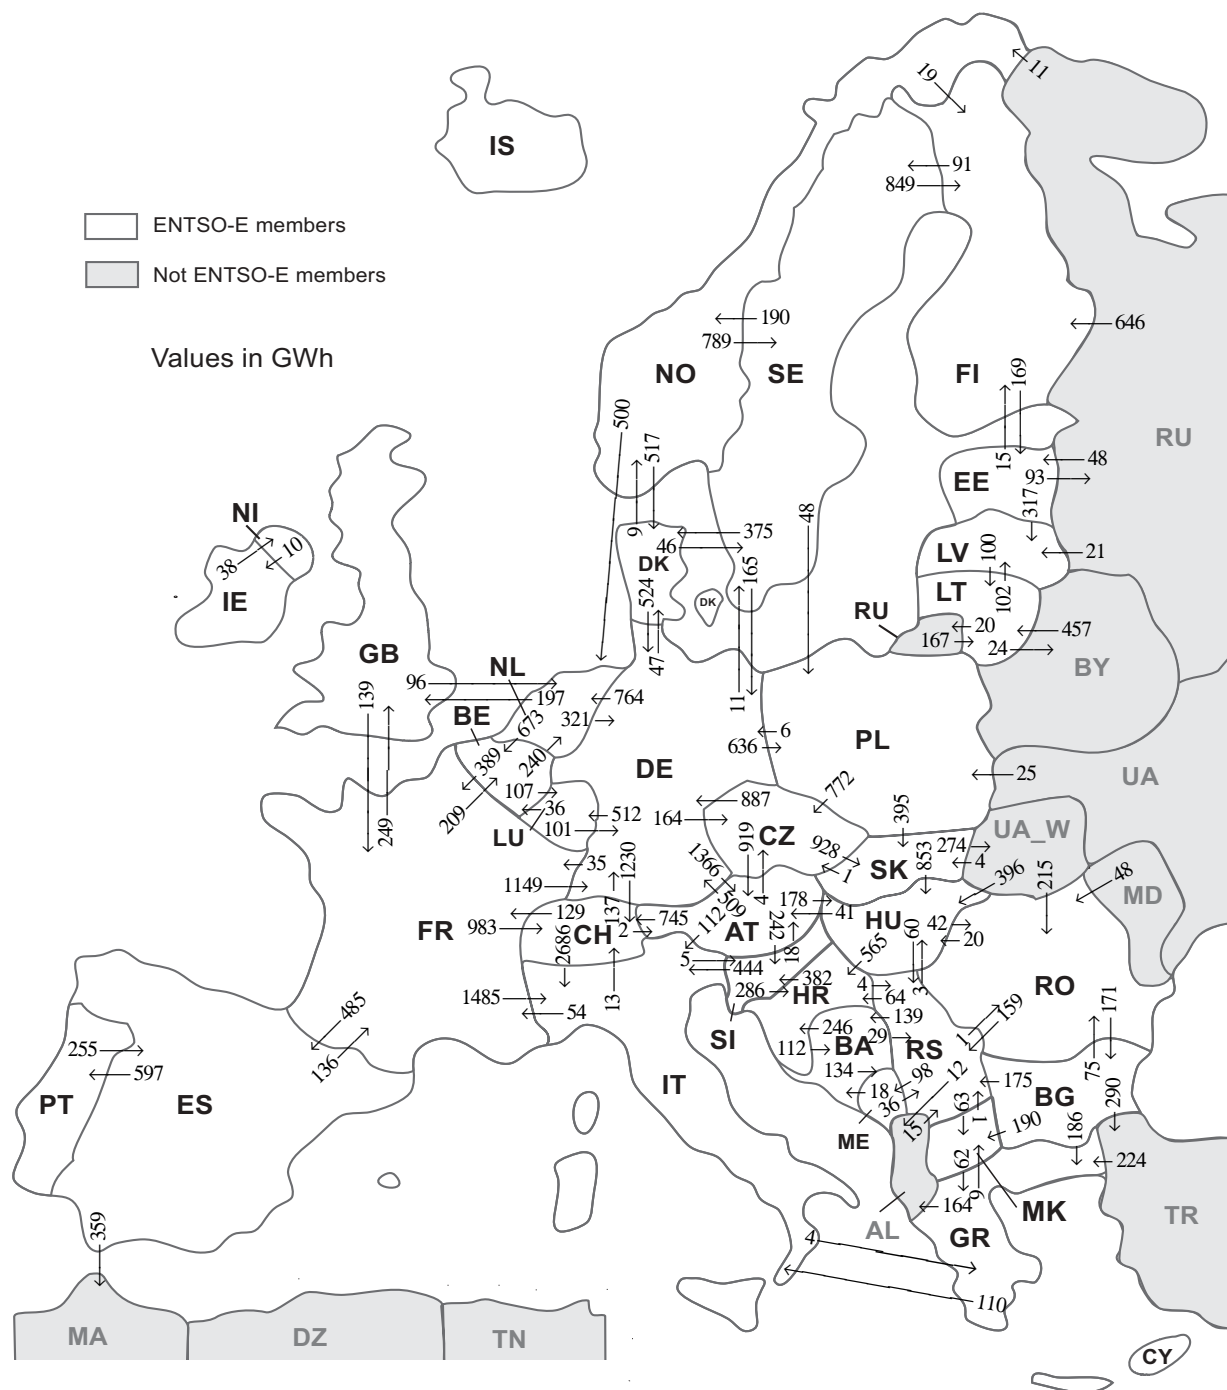 19
11
IS
91
849
ENTSO-E members
Not ENTSO-E members
Values in GWh
190
789
646
NO
SE
FI
169
500
517
RU
15
48
93
EE
317
NI
9
375
48
10
38
46
DK
165
LV
100
21
IE
524
DK
LT
102
RU
20
457
167
24
BY
GB
47
NL
96
139
197
764
11
BE
673
321
6
636
PL
389
240
DE
25
UA
107
887
772
209
36
512
164
395
249
LU
101
CZ
919
928
274
UA_W
1230
853
4
35
1366
1
SK
396
215
48
1149
137
509
4
178
MD
129
745
112
41
HU
FR
983
CH
2
AT
242
60
42
2686
18
565
20
5
444
382
4
3
RO
1485
13
286
HR
64
171
54
139
159
485
SI
246
29
1
255
112
BA
RS
136
134
98
12
75
597
IT
18
175
290
PT
ES
36
63
1
BG
15
190
186
ME
62
224
359
164
9
MK
AL
GR
TR
4
110
MA
DZ
TN
CY